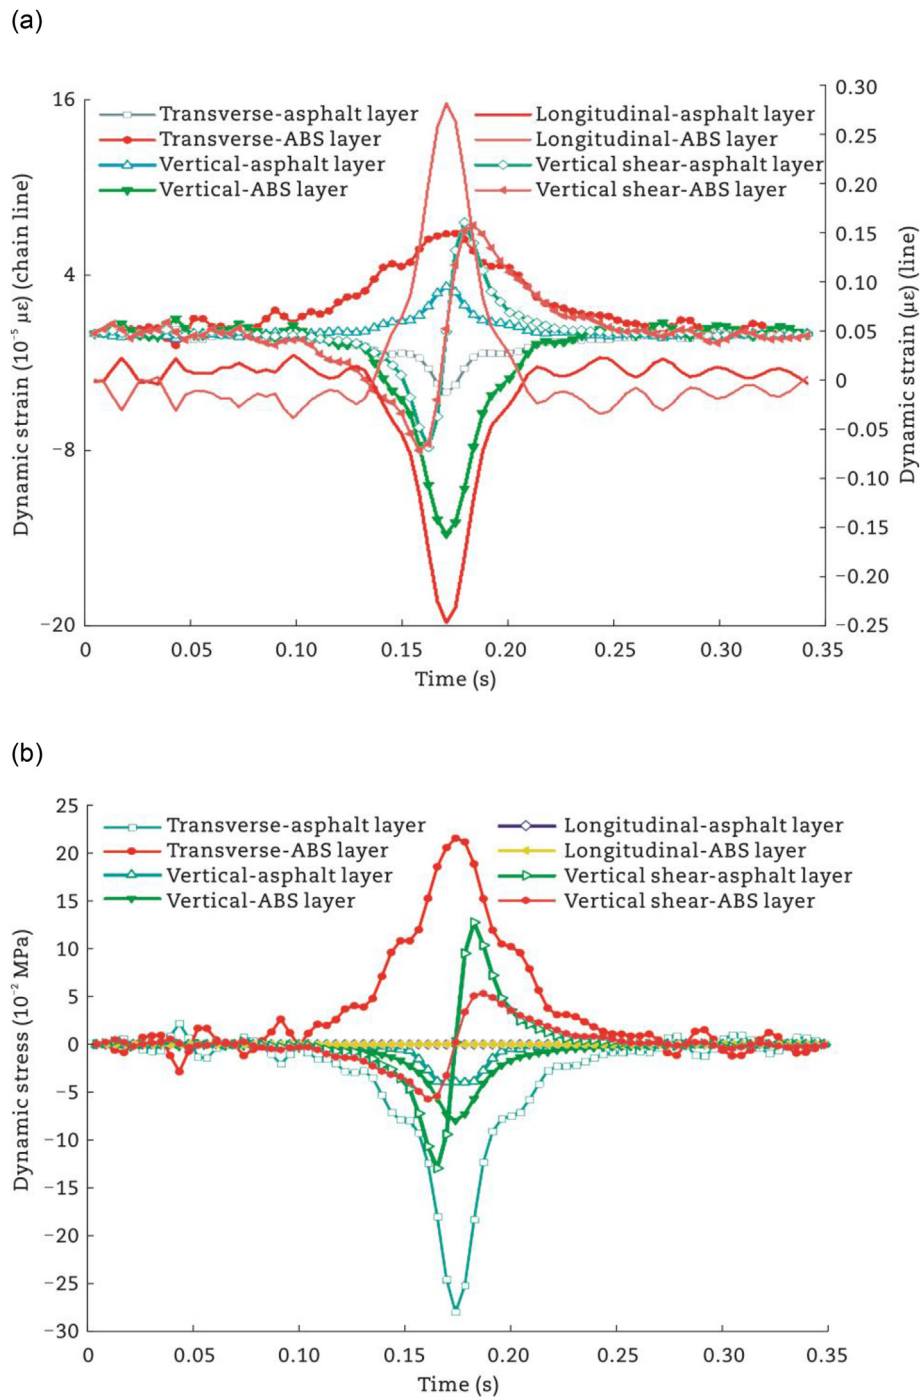 (a)
Transverse-asphalt layer
Transverse-ABS layer
Vertical-asphalt layer
Vertical-ABS layer
Longitudinal-asphalt layer
Longitudinal-ABS layer
Vertical shear-asphalt layer
Vertical shear-ABS layer
Dynamic strain (10⁻⁵ με) (chain line)
16
4
−8
−20
Dynamic strain (με) (line)
0.30
0.25
0.20
0.15
0.10
0.05
0
−0.05
−0.10
−0.15
−0.20
−0.25
0 0.05 0.10 0.15 0.20 0.25 0.30 0.35
Time (s)
(b)
Transverse-asphalt layer
Transverse-ABS layer
Vertical-asphalt layer
Vertical-ABS layer
Longitudinal-asphalt layer
Longitudinal-ABS layer
Vertical shear-asphalt layer
Vertical shear-ABS layer
Dynamic stress (10⁻² MPa)
25
20
15
10
5
0
−5
−10
−15
−20
−25
−30
0 0.05 0.10 0.15 0.20 0.25 0.30 0.35
Time (s)